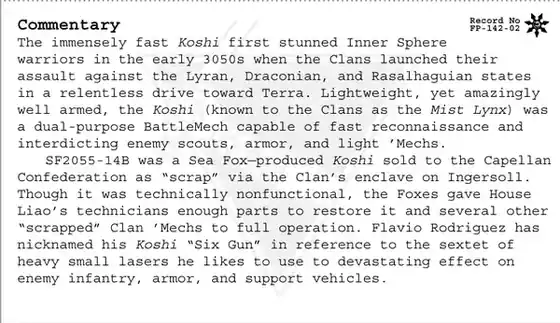 Commentary
Record No
FP-142-02
The immensely fast Koshi first stunned Inner Sphere
warriors in the early 3050s when the Clans launched their
assault against the Lyran, Draconian, and Rasalhaguian states
in a relentless drive toward Terra. Lightweight, yet amazingly
well armed, the Koshi (known to the Clans as the Mist Lynx) was
a dual-purpose BattleMech capable of fast reconnaissance and
interdicting enemy scouts, armor, and light ’Mechs.
SF2055-14B was a Sea Fox—produced Koshi sold to the Capellan
Confederation as “scrap” via the Clan’s enclave on Ingersoll.
Though it was technically nonfunctional, the Foxes gave House
Liao’s technicians enough parts to restore it and several other
“scrapped” Clan ’Mechs to full operation. Flavio Rodriguez has
nicknamed his Koshi “Six Gun” in reference to the sextet of
heavy small lasers he likes to use to devastating effect on
enemy infantry, armor, and support vehicles.